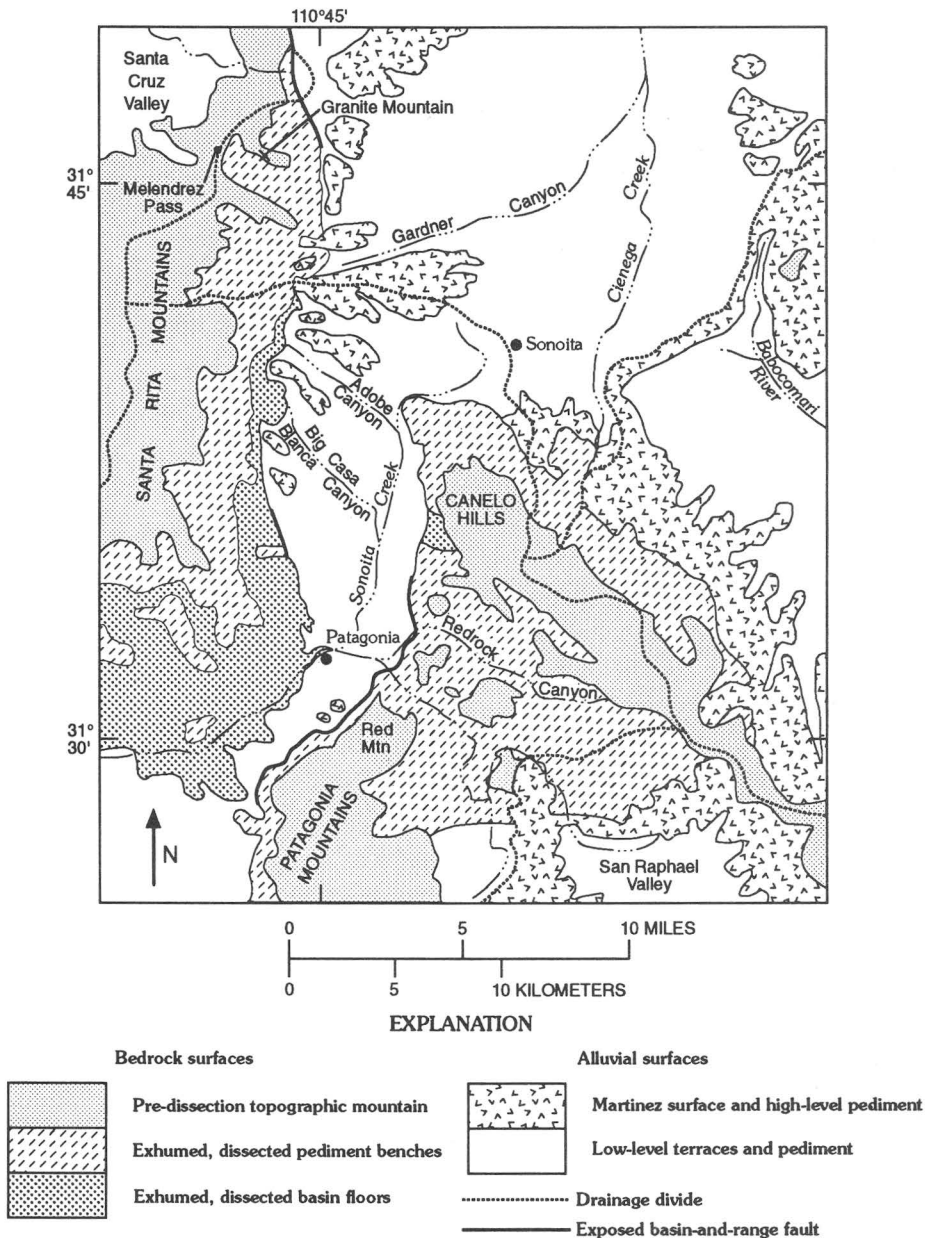 110°45'
Santa
Cruz
Valley
Granite Mountain
31°
45'
Melendrez
Pass
Gardner Canyon
Cienega Creek
SANTA RITA MOUNTAINS
Sonoita
Babocomari
River
Adobe
Canyon
Big Casa
Blanca Canyon
Sonoita Creek
CANELO
HILLS
Patagonia
Redrock
Canyon
31°
30'
Red
Mtn
PATAGONIA
MOUNTAINS
N
San Raphael
Valley
0 5 10 MILES
0 5 10 KILOMETERS
EXPLANATION
Bedrock surfaces
Pre-dissection topographic mountain
Exhumed, dissected pediment benches
Exhumed, dissected basin floors
Alluvial surfaces
Martinez surface and high-level pediment
Low-level terraces and pediment
Drainage divide
Exposed basin-and-range fault